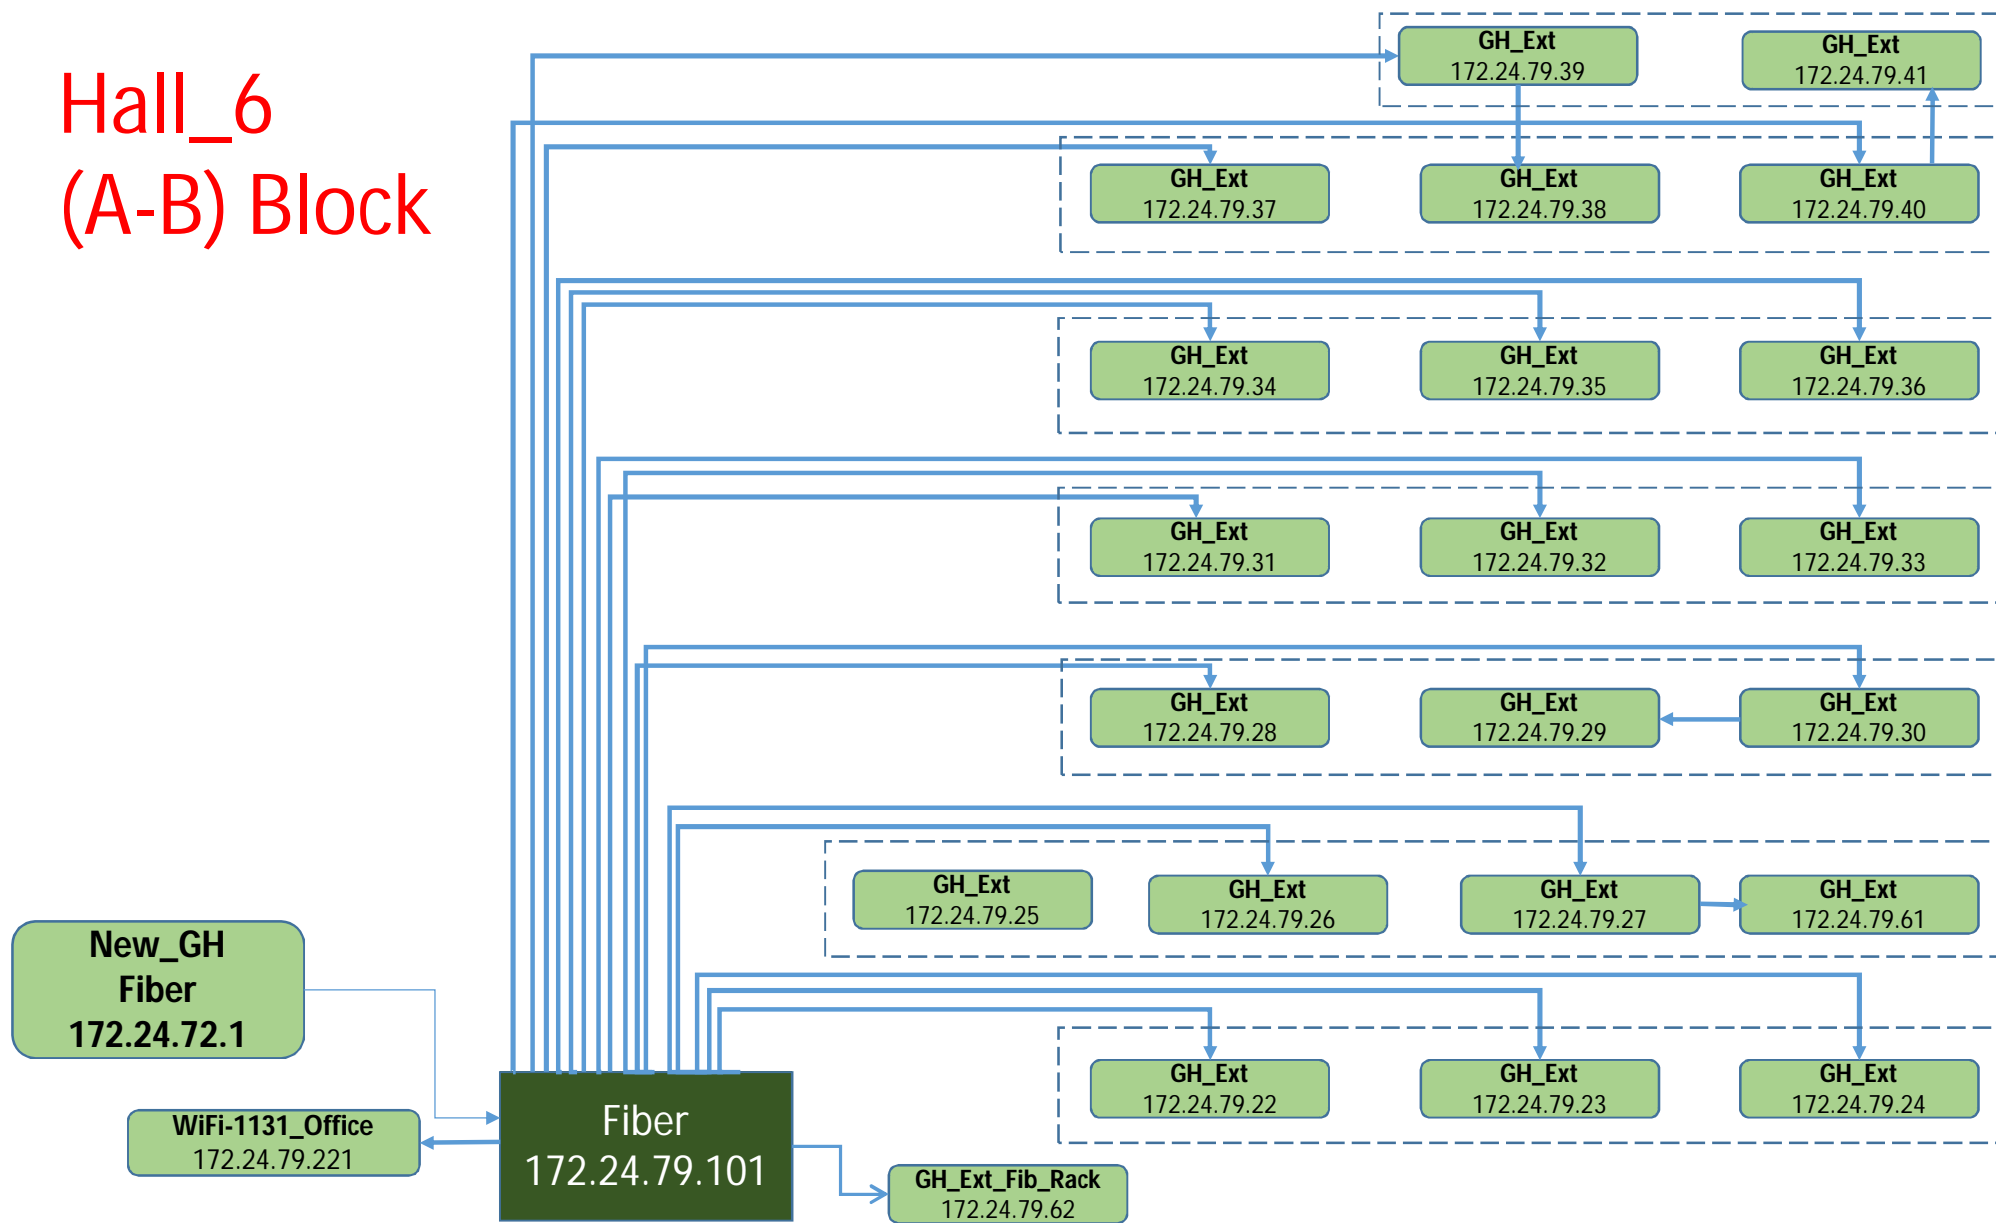 Hall_6
(A-B) Block
GH_Ext
172.24.79.39
GH_Ext
172.24.79.41
GH_Ext
172.24.79.37
GH_Ext
172.24.79.38
GH_Ext
172.24.79.40
GH_Ext
172.24.79.34
GH_Ext
172.24.79.35
GH_Ext
172.24.79.36
GH_Ext
172.24.79.31
GH_Ext
172.24.79.32
GH_Ext
172.24.79.33
GH_Ext
172.24.79.28
GH_Ext
172.24.79.29
GH_Ext
172.24.79.30
GH_Ext
172.24.79.25
GH_Ext
172.24.79.26
GH_Ext
172.24.79.27
GH_Ext
172.24.79.61
New_GH
Fiber
172.24.72.1
GH_Ext
172.24.79.22
GH_Ext
172.24.79.23
GH_Ext
172.24.79.24
WiFi-1131_Office
172.24.79.221
Fiber
172.24.79.101
GH_Ext_Fib_Rack
172.24.79.62